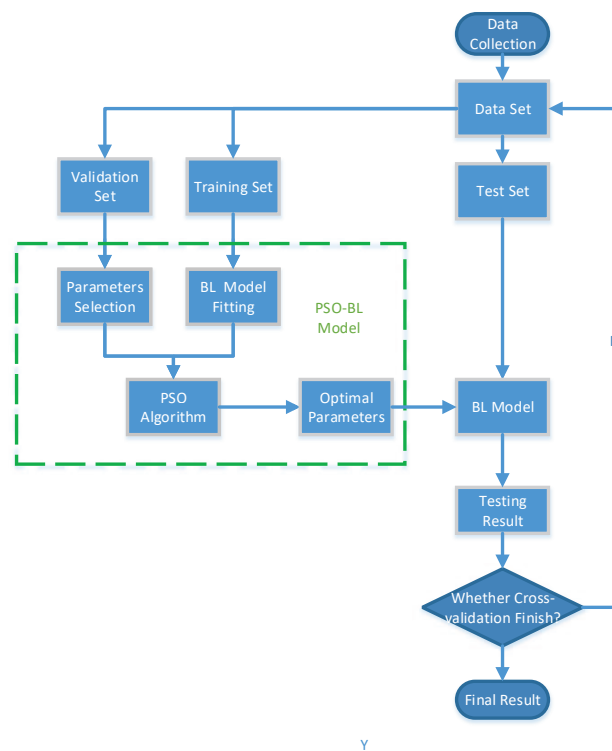 Data
Collection
Data Set
Validation
Set
Training Set
Test Set
Parameters
Selection
BL Model
Fitting
PSO-BL
Model
PSO
Algorithm
Optimal
Parameters
BL Model
Testing
Result
Whether Cross-
validation Finish?
Final Result
Y